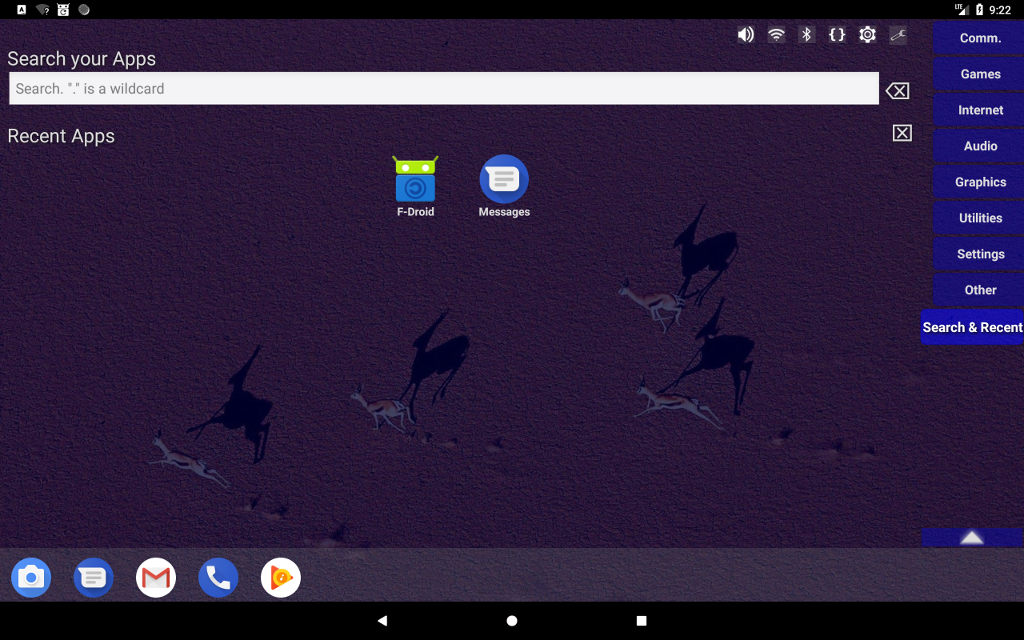 LTE 9:22
Search your Apps
Search. "." is a wildcard
Recent Apps
F-Droid
Messages
Comm.
Games
Internet
Audio
Graphics
Utilities
Settings
Other
Search & Recent